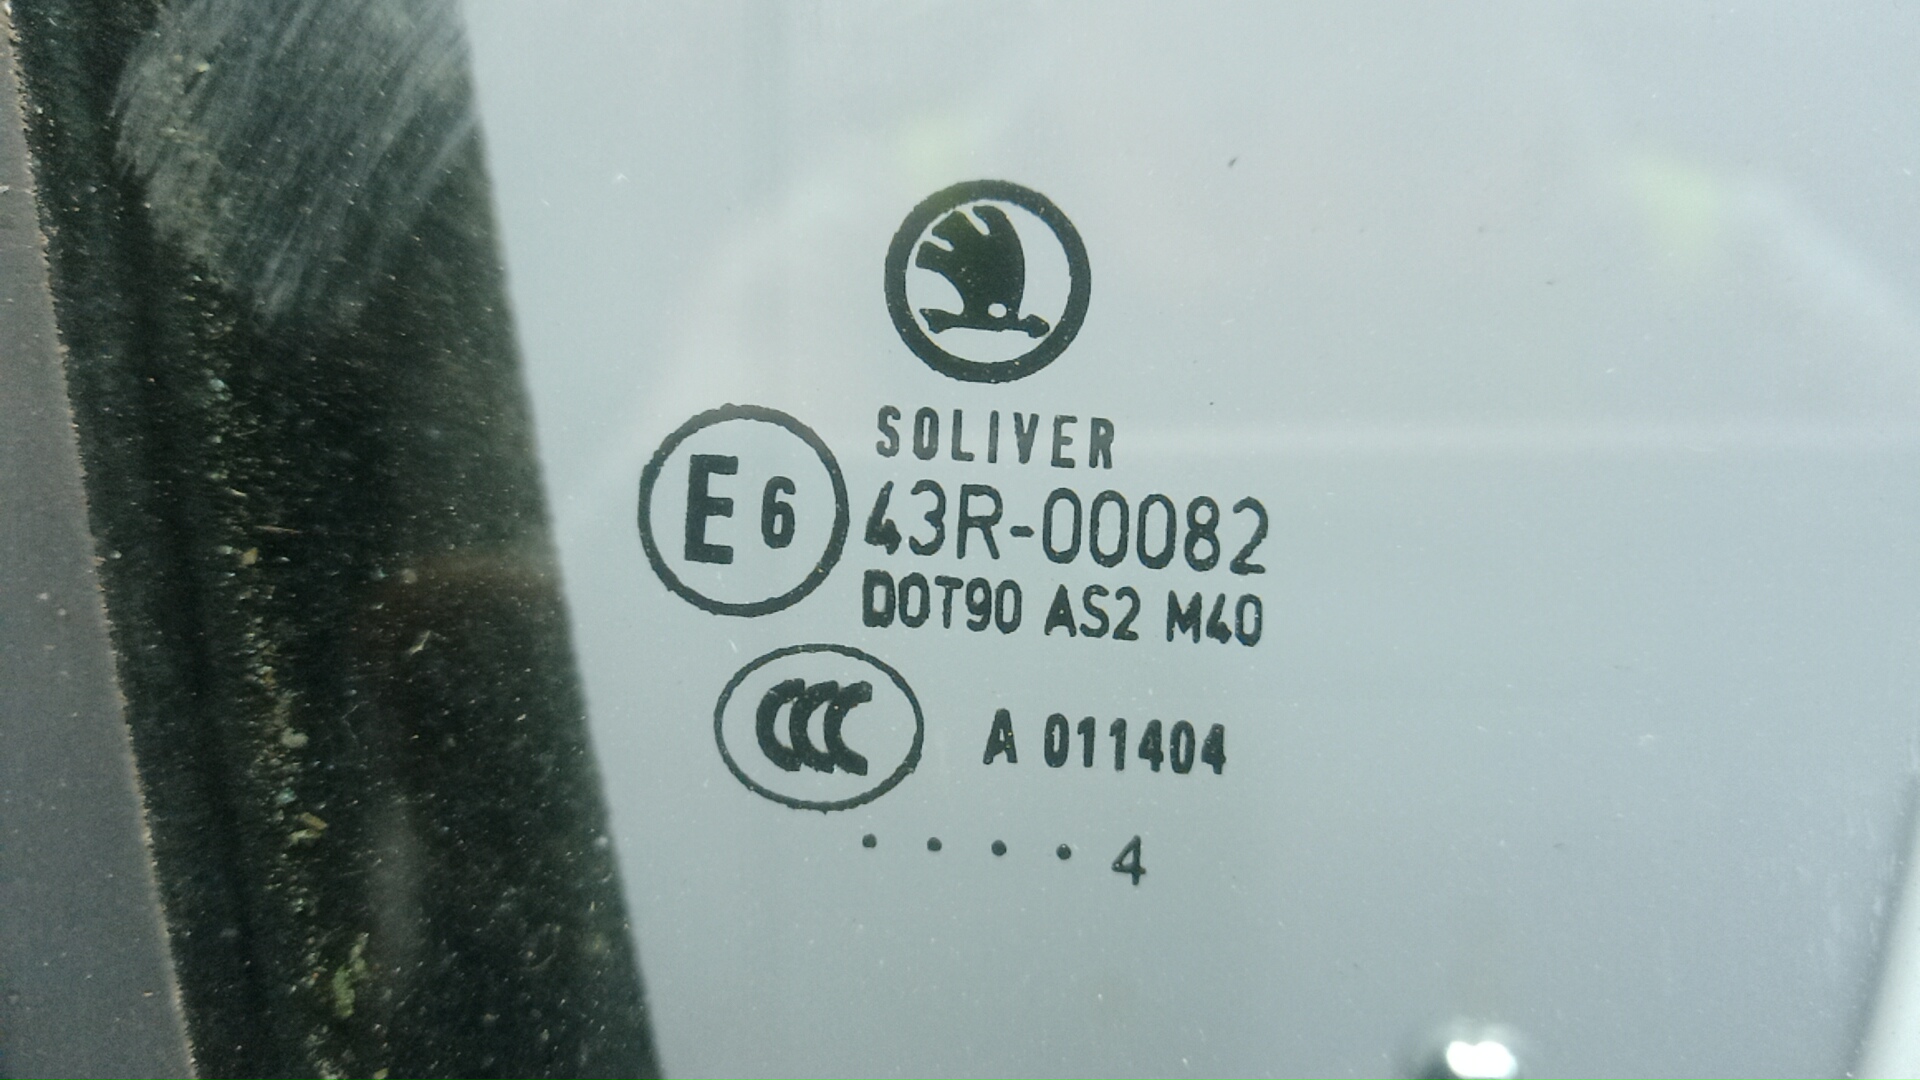 SOLIVER
E6 43R-00082
DOT90 AS2 M40
CCC A 011404
. . . . 4